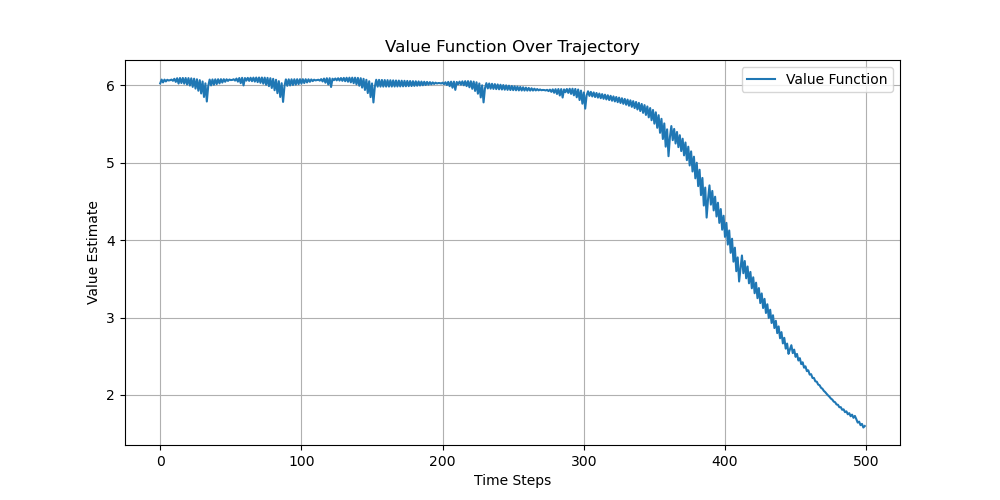 Value Function Over Trajectory
Value Function
6
5
4
3
2
Value Estimate
0 100 200 300 400 500
Time Steps